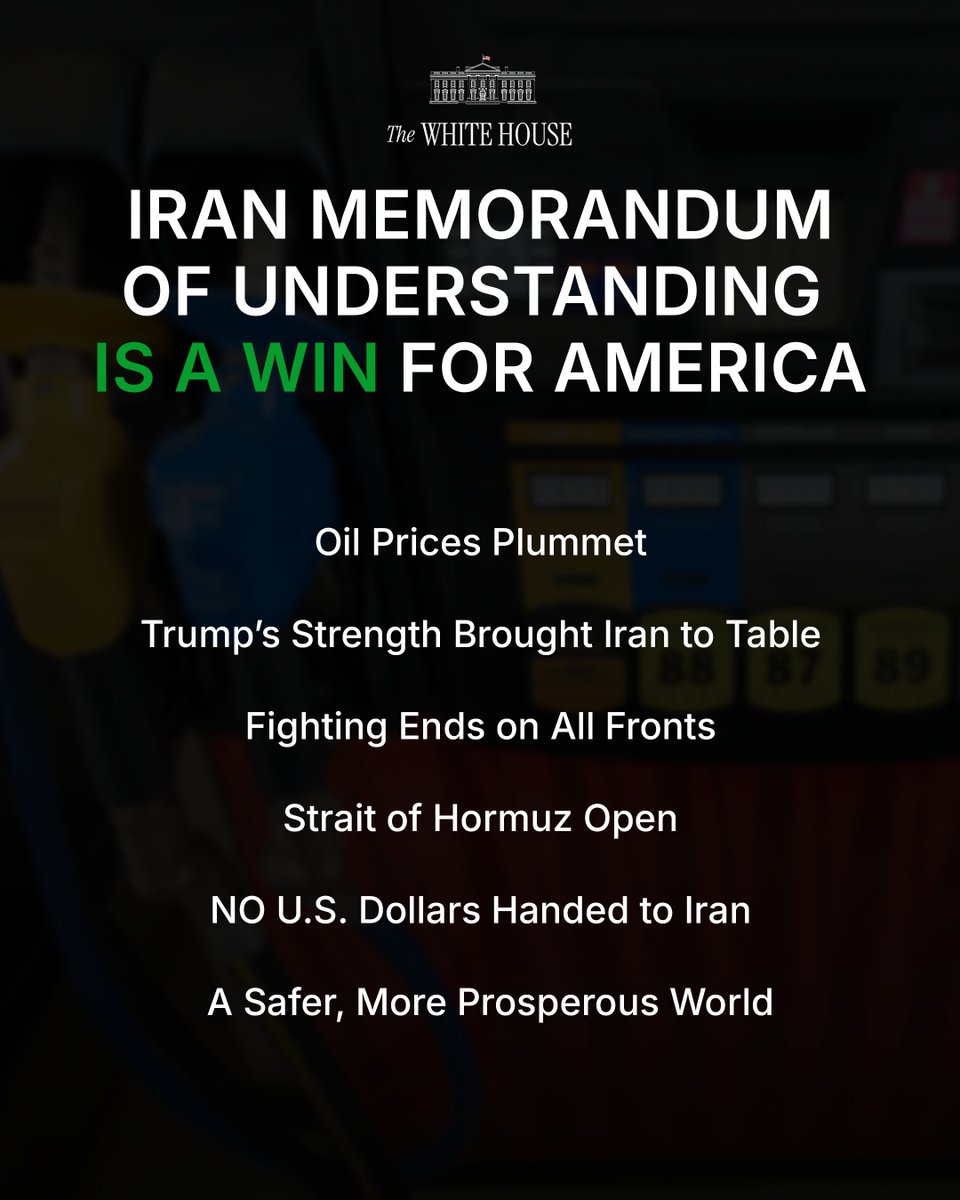 The WHITE HOUSE
IRAN MEMORANDUM
OF UNDERSTANDING
IS A WIN FOR AMERICA
Oil Prices Plummet
Trump’s Strength Brought Iran to Table
Fighting Ends on All Fronts
Strait of Hormuz Open
NO U.S. Dollars Handed to Iran
A Safer, More Prosperous World
88 87 89